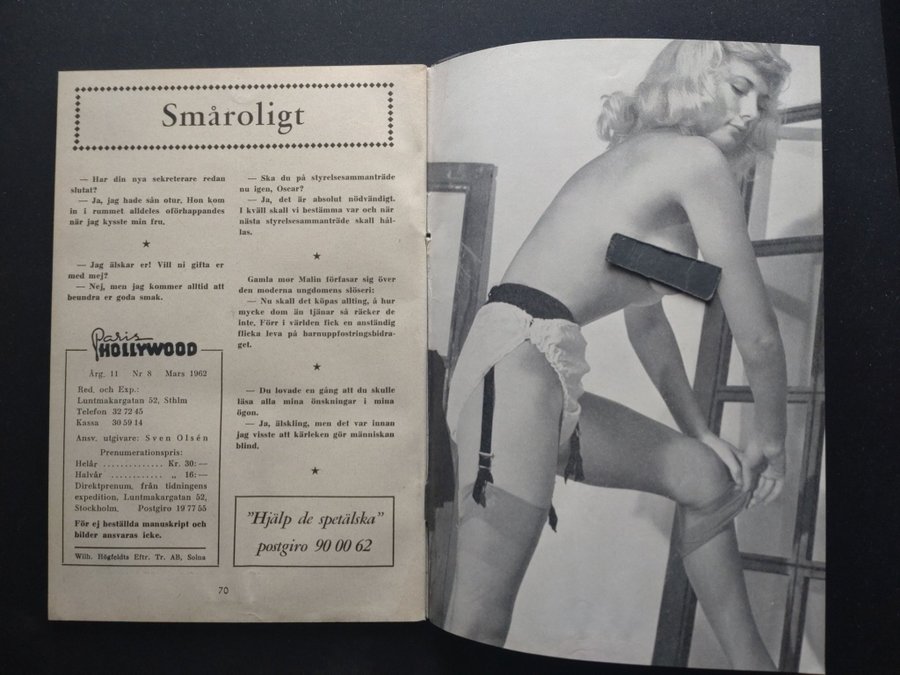 Småroligt
— Har din nya sekreterare redan
slutat?
— Ja, jag hade sån otur. Hon kom
in i rummet alldeles oförhappandes
när jag kysste min fru.
— Jag älskar er! Vill ni gifta er
med mej?
— Nej, men jag kommer alltid att
beundra er goda smak.
Paris
HOLLYWOOD
Årg. 11 Nr 8 Mars 1962
Red. och Exp.:
Luntmakargatan 52, Sthlm
Telefon 32 72 45
Kassa 30 59 14
Ansv. utgivare: Sven Olsén
Prenumerationspris:
Helår .............. Kr. 30:—
Halvår ............ „ 16:—
Direktprenum. från tidningens
expedition, Luntmakargatan 52,
Stockholm. Postgiro 19 77 55
För ej beställda manuskript och
bilder ansvaras icke.
Wilh. Högfeldts Eftr. Tr. AB, Solna
— Ska du på styrelsesammanträde
nu igen, Oscar?
— Ja, det är absolut nödvändigt.
I kväll skall vi bestämma var och när
nästa styrelsesammanträde skall hål-
las.
Gamla mor Malin förfasar sig över
den moderna ungdomens slöseri:
— Nu skall det köpas allting, å hur
mycke dom än tjänar så räcker de
inte. Förr i världen fick en anständig
flicka leva på barnuppfostringsbidra-
get.
— Du lovade en gång att du skulle
läsa alla mina önskningar i mina
ögon.
— Ja, älskling, men det var innan
jag visste att kärleken gör människan
blind.
"Hjälp de spetälska"
postgiro 90 00 62
70